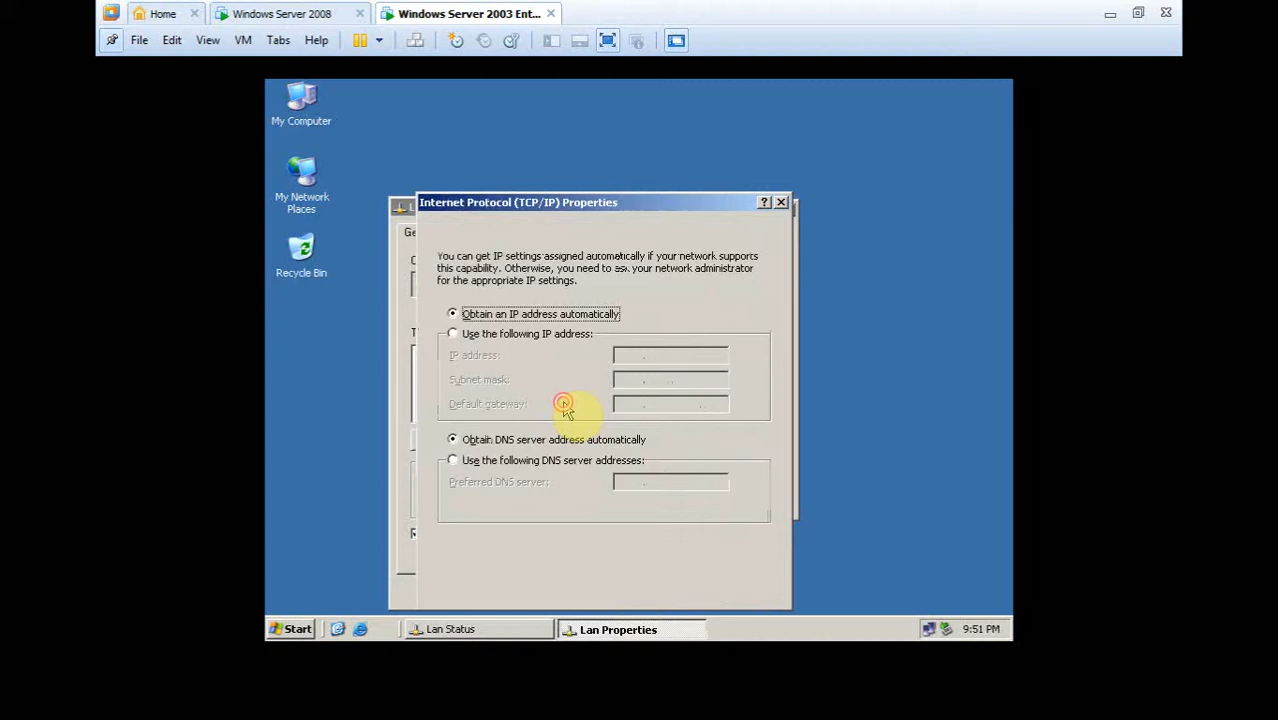 Home
Windows Server 2008
Windows Server 2003 Ent...
File Edit View VM Tabs Help
My Computer
My Network
Places
Recycle Bin
Internet Protocol (TCP/IP) Properties
You can get IP settings assigned automatically if your network supports
this capability. Otherwise, you need to ask your network administrator
for the appropriate IP settings.
Obtain an IP address automatically
Use the following IP address:
IP address:
Subnet mask:
Default gateway:
Obtain DNS server address automatically
Use the following DNS server addresses:
Preferred DNS server:
Start
Lan Status
Lan Properties
9:51 PM